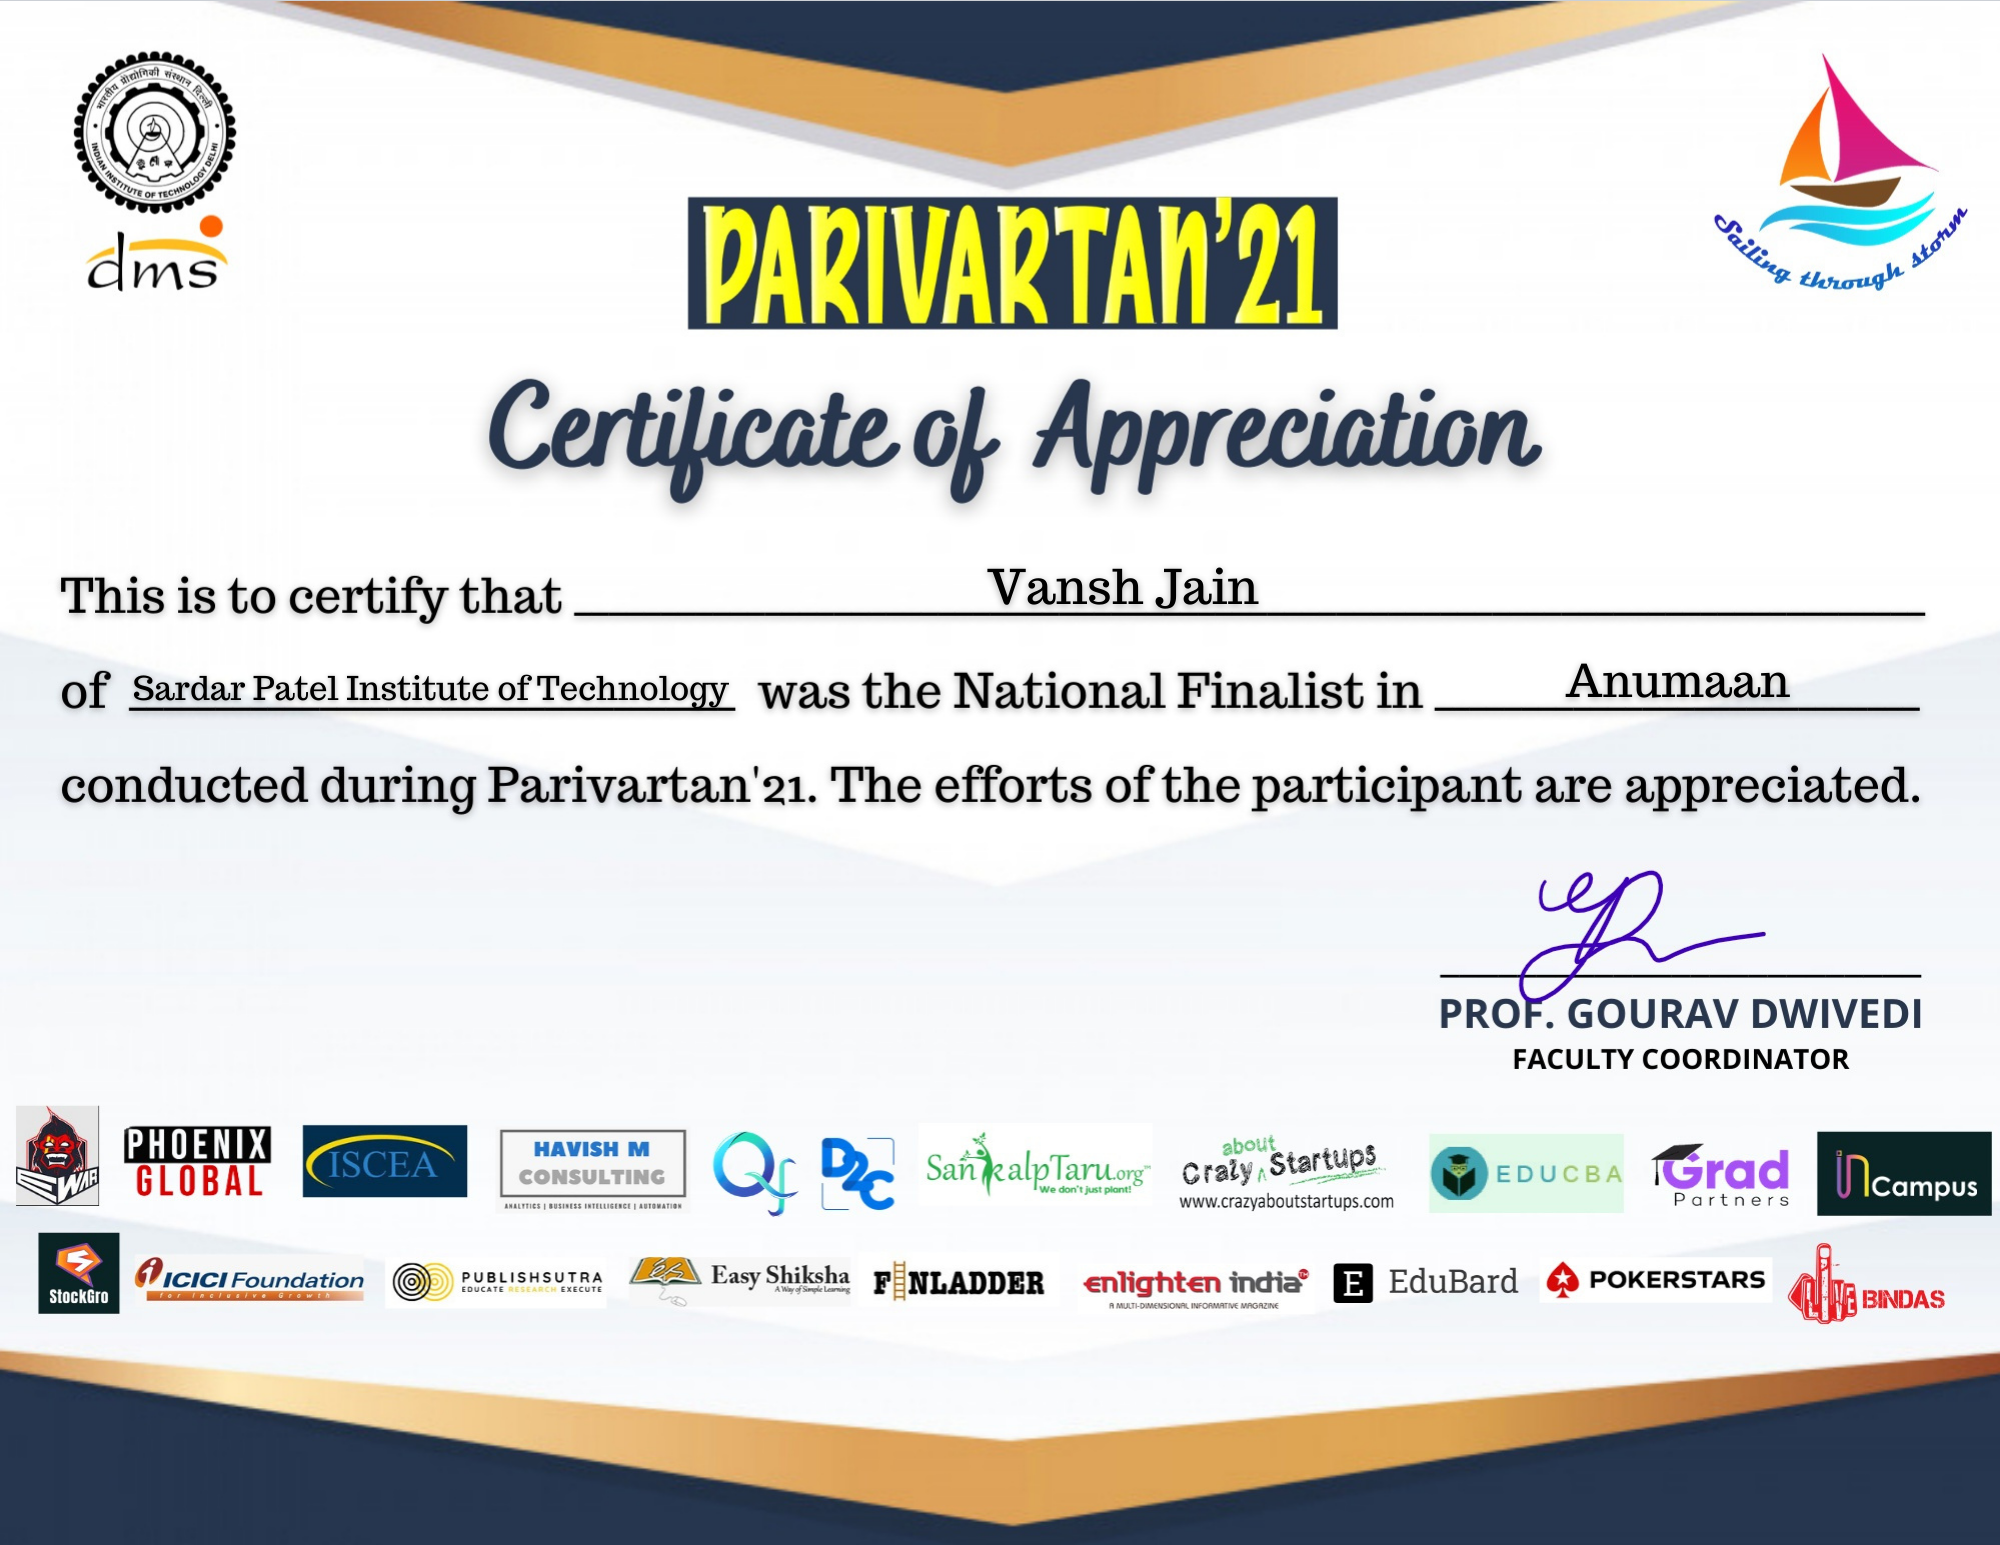 भारतीय प्रौद्योगिकी संस्थान दिल्ली
INDIAN INSTITUTE OF TECHNOLOGY DELHI
dms
Sailing through storm
PARIVARTAN'21
Certificate of Appreciation
This is to certify that Vansh Jain
of Sardar Patel Institute of Technology was the National Finalist in Anumaan
conducted during Parivartan'21. The efforts of the participant are appreciated.
PROF. GOURAV DWIVEDI
FACULTY COORDINATOR
EWAR
PHOENIX
GLOBAL
ISCEA
HAVISH M
CONSULTING
ANALYTICS | BUSINESS INTELLIGENCE | AUTOMATION
D2C
SankalpTaru.org™
We don't just plant!
about
Crazy ^ Startups
www.crazyaboutstartups.com
EDUCBA
Grad
Partners
inCampus
StockGro
ICICI Foundation
for Inclusive Growth
PUBLISHSUTRA
EDUCATE RESEARCH EXECUTE
Easy Shiksha
A Way of Simple Learning
FINLADDER
enlighten india™
A MULTI-DIMENSIONAL INFORMATIVE MAGAZINE
E EduBard
POKERSTARS
ALIVE BINDAS